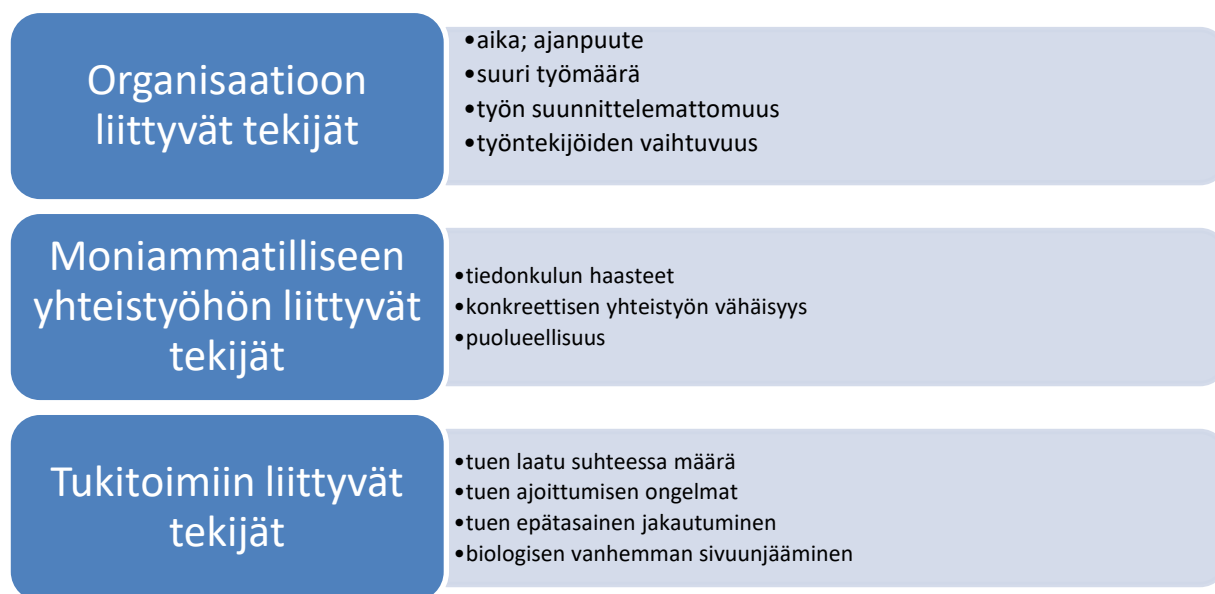 Organisaatioon
liittyvät tekijät
•aika; ajanpuute
•suuri työmäärä
•työn suunnittelemattomuus
•työntekijöiden vaihtuvuus
Moniammatilliseen
yhteistyöhön liittyvät
tekijät
•tiedonkulun haasteet
•konkreettisen yhteistyön vähäisyys
•puolueellisuus
Tukitoimiin liittyvät
tekijät
•tuen laatu suhteessa määrä
•tuen ajoittumisen ongelmat
•tuen epätasainen jakautuminen
•biologisen vanhemman sivuunjääminen